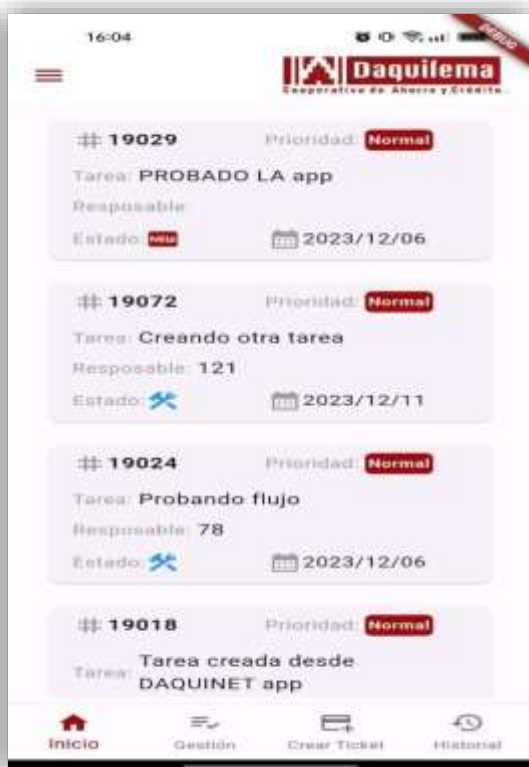 16:04
DEBUG
Daquilema
Cooperativa de Ahorro y Crédito.
# 19029 Prioridad: Normal
Tarea: PROBADO LA app
Resposable:
Estado: 2023/12/06
# 19072 Prioridad: Normal
Tarea: Creando otra tarea
Resposable: 121
Estado: 2023/12/11
# 19024 Prioridad: Normal
Tarea: Probando flujo
Resposable: 78
Estado: 2023/12/06
# 19018 Prioridad: Normal
Tarea: Tarea creada desde
DAQUINET app
Inicio Gestión Crear Ticket Historial